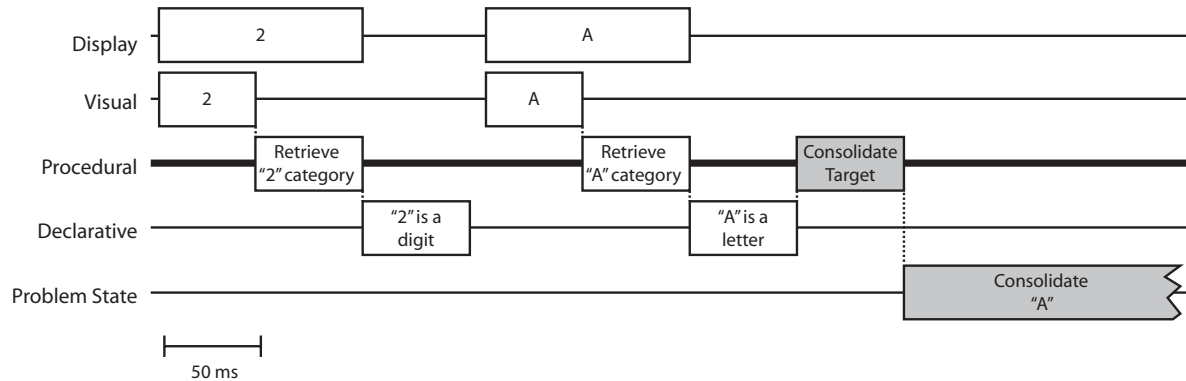 Display
2
A
Visual
2
A
Procedural
Retrieve
“2” category
Retrieve
“A” category
Consolidate
Target
Declarative
“2” is a
digit
“A” is a
letter
Problem State
Consolidate
“A”
50 ms